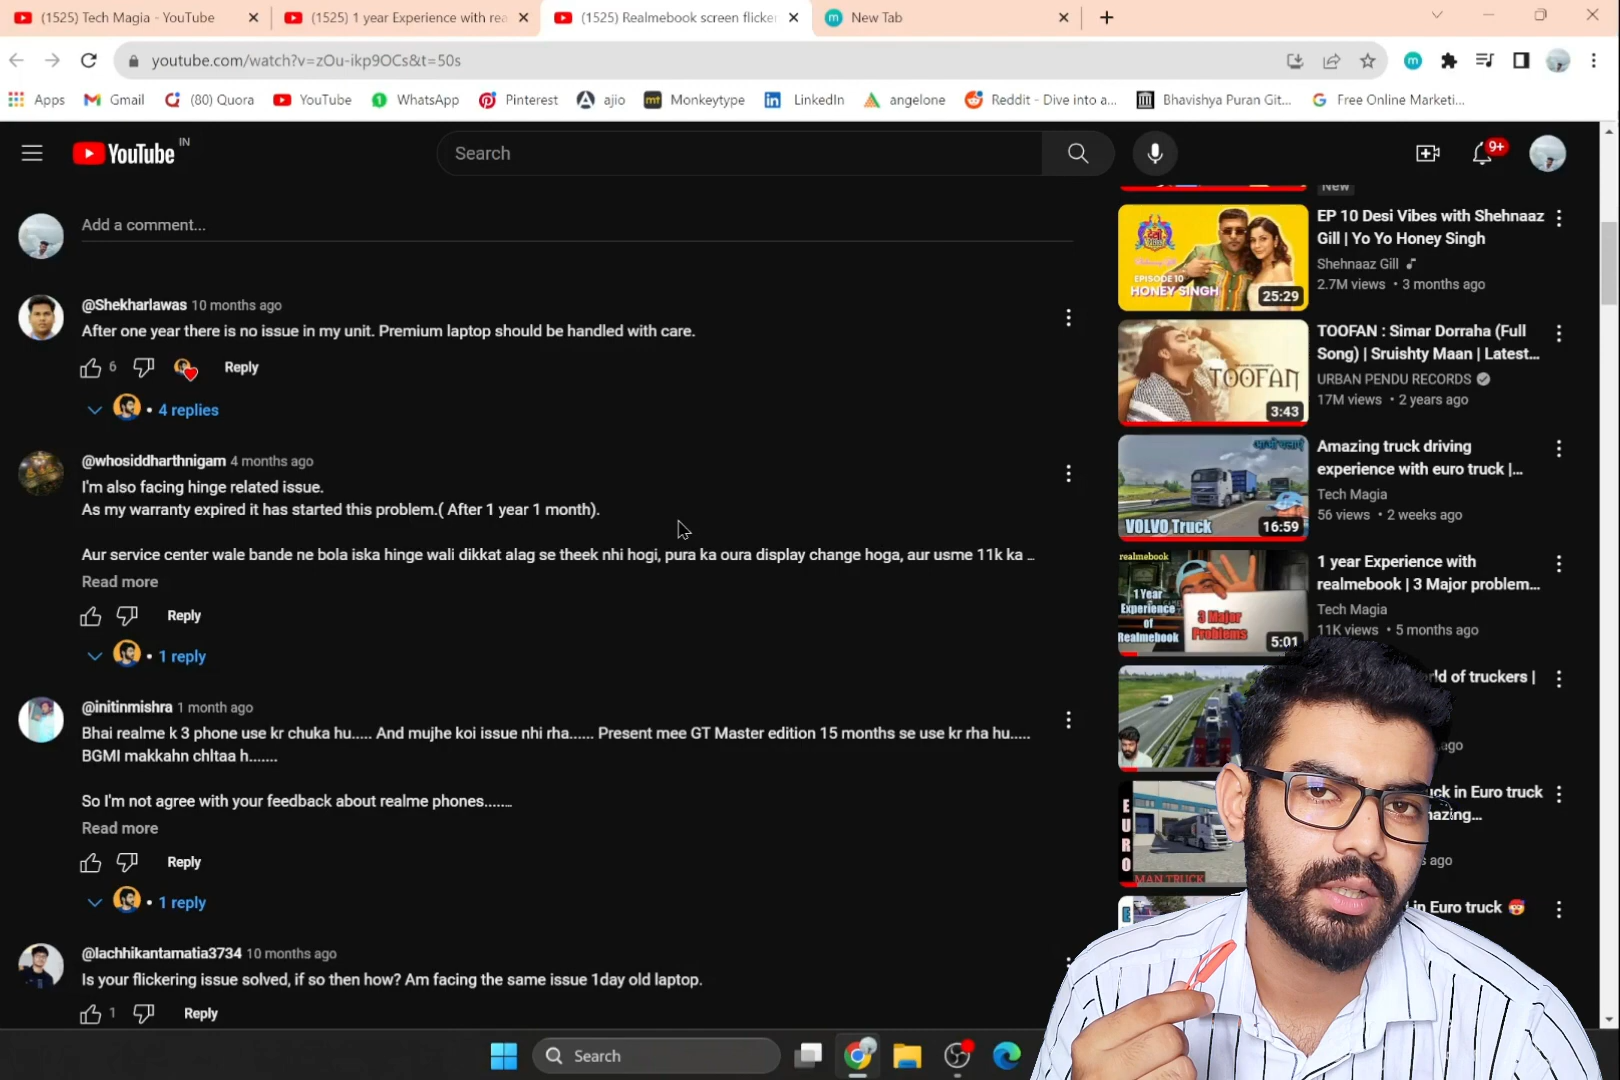 (1525) Tech Magia - YouTube
(1525) 1 year Experience with rea
(1525) Realmebook screen flicker
New Tab
youtube.com/watch?v=zOu-ikp9OCs&t=50s
Apps
Gmail
(80) Quora
YouTube
WhatsApp
Pinterest
ajio
Monkeytype
LinkedIn
angelone
Reddit - Dive into a...
Bhavishya Puran Git...
Free Online Marketi...
YouTube IN
Search
9+
Add a comment...
@Shekharlawas 10 months ago
After one year there is no issue in my unit. Premium laptop should be handled with care.
6
Reply
• 4 replies
@whosiddharthnigam 4 months ago
I'm also facing hinge related issue.
As my warranty expired it has started this problem.( After 1 year 1 month).
Aur service center wale bande ne bola iska hinge wali dikkat alag se theek nhi hogi, pura ka oura display change hoga, aur usme 11k ka ...
Read more
Reply
• 1 reply
@initinmishra 1 month ago
Bhai realme k 3 phone use kr chuka hu..... And mujhe koi issue nhi rha...... Present mee GT Master edition 15 months se use kr rha hu.....
BGMI makkahn chltaa h.......
So I'm not agree with your feedback about realme phones.......
Read more
Reply
• 1 reply
@lachhikantamatia3734 10 months ago
Is your flickering issue solved, if so then how? Am facing the same issue 1day old laptop.
1
Reply
New
EPISODE 10
HONEY SINGH
25:29
EP 10 Desi Vibes with Shehnaaz
Gill | Yo Yo Honey Singh
Shehnaaz Gill
2.7M views • 3 months ago
TOOFAN
3:43
TOOFAN : Simar Dorraha (Full
Song) | Sruishty Maan | Latest...
URBAN PENDU RECORDS
17M views • 2 years ago
VOLVO Truck
16:59
Amazing truck driving
experience with euro truck |...
Tech Magia
56 views • 2 weeks ago
realmebook
1 Year
Experience
of
Realmebook
3 Major
Problems
5:01
1 year Experience with
realmebook | 3 Major problem...
Tech Magia
11K views • 5 months ago
ld of truckers |
ago
EURO
MAN TRUCK
uck in Euro truck
azing...
s ago
E
in Euro truck
Search